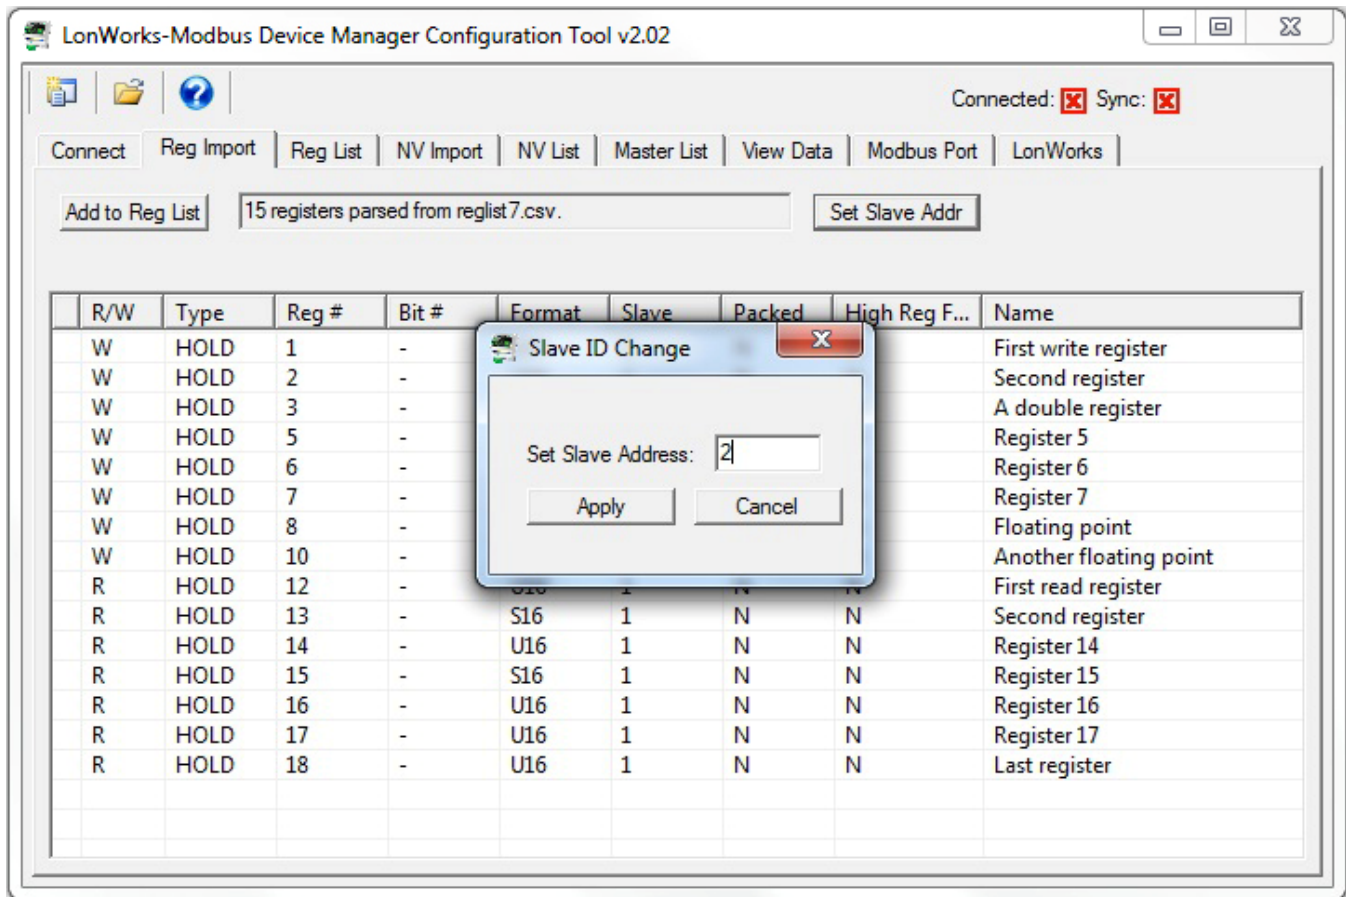 LonWorks-Modbus Device Manager Configuration Tool v2.02
Connected: Sync:
Connect Reg Import Reg List NV Import NV List Master List View Data Modbus Port LonWorks
Add to Reg List 15 registers parsed from reglist7.csv. Set Slave Addr
R/W Type Reg # Bit # Format Slave Packed High Reg F... Name
W HOLD 1 - First write register
W HOLD 2 - Second register
W HOLD 3 - A double register
W HOLD 5 - Register 5
W HOLD 6 - Register 6
W HOLD 7 - Register 7
W HOLD 8 - Floating point
W HOLD 10 - Another floating point
R HOLD 12 - First read register
R HOLD 13 - S16 1 N N Second register
R HOLD 14 - U16 1 N N Register 14
R HOLD 15 - S16 1 N N Register 15
R HOLD 16 - U16 1 N N Register 16
R HOLD 17 - U16 1 N N Register 17
R HOLD 18 - U16 1 N N Last register
Slave ID Change
Set Slave Address: 2
Apply Cancel